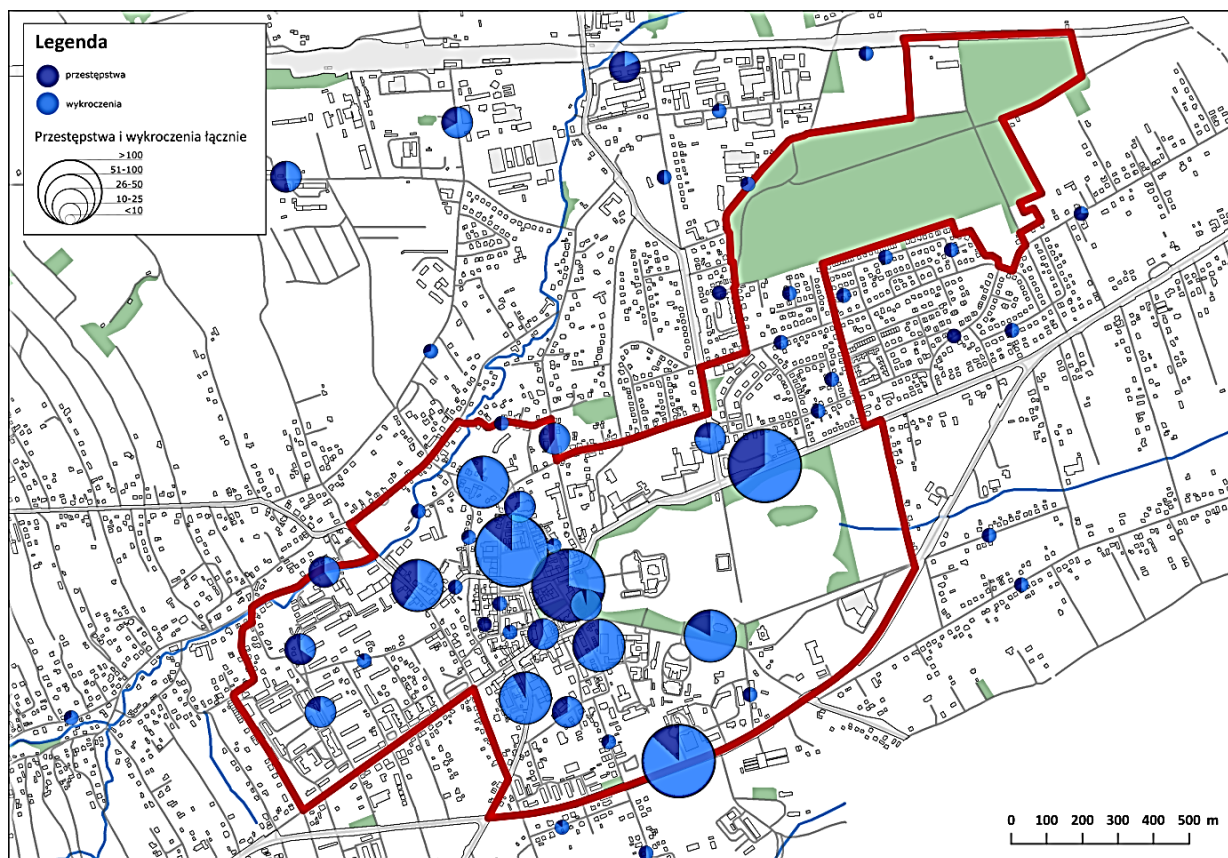 Legenda
przestępstwa
wykroczenia
Przestępstwa i wykroczenia łącznie
>100
51-100
26-50
10-25
<10
0 100 200 300 400 500 m